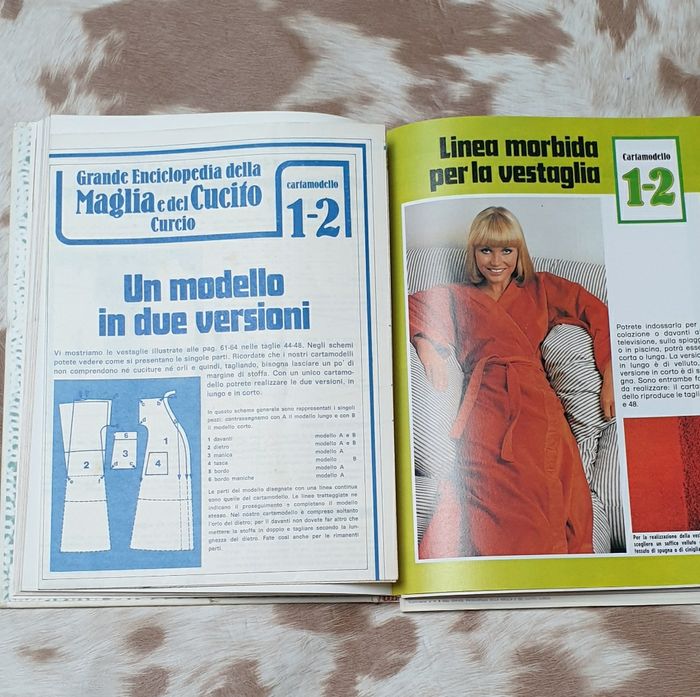 Grande Enciclopedia della
Maglia e del Cucito
Curcio
cartamodello
1-2
Un modello
in due versioni
Vi mostriamo le vestaglie illustrate alle pag. 61-64 nelle taglie 44-48. Negli schemi
potete vedere come si presentano le singole parti. Ricordate che i nostri cartamodelli
non comprendono né cuciture né orli e quindi, tagliando, bisogna lasciare un po' di
margine di stoffa. Con un unico cartamo-
dello potrete realizzare le due versioni, in
lungo e in corto.
In questo schema generale sono rappresentati i singoli
pezzi: contrassegnamo con A il modello lungo e con B
il modello corto.
1 davanti modello A e B
2 dietro modello A e B
3 manica modello A
4 tasca modello B
5 bordo modello A e B
6 bordo maniche modello A
Le parti del modello disegnate con una linea continua
sono quelle del cartamodello. Le linee tratteggiate ne
indicano il proseguimento e completano il modello
stesso. Nel nostro cartamodello è compreso soltanto
l'orlo del dietro; per il davanti non dovete far altro che
mettere la stoffa in doppio e tagliare secondo la lun-
ghezza del dietro. Fate così anche per le rimanenti
parti.
2
6
3
1
4
Linea morbida
per la vestaglia
Cartamodello
1-2
Potrete indossarla per
colazione o davanti a
televisione, sulla spiagg
o in piscina, potrà esse
corta o lunga. La versio
in lungo è di velluto,
versione in corto è di s
gna. Sono entrambe f
da realizzare: il cartam
dello riproduce le tagli
e 48.
Per la realizzazione della ves
scegliere un soffice velluto
tessuto di spugna o di cinigli